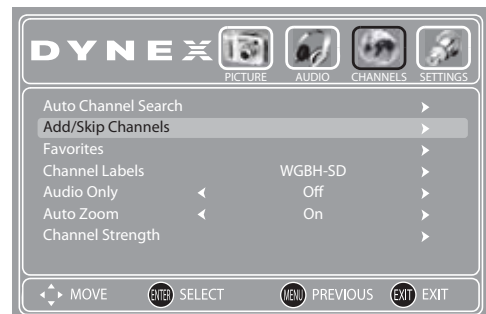 DYNEX
PICTURE AUDIO CHANNELS SETTINGS
Auto Channel Search
Add/Skip Channels
Favorites
Channel Labels WGBH-SD
Audio Only Off
Auto Zoom On
Channel Strength
MOVE ENTER SELECT MENU PREVIOUS EXIT EXIT